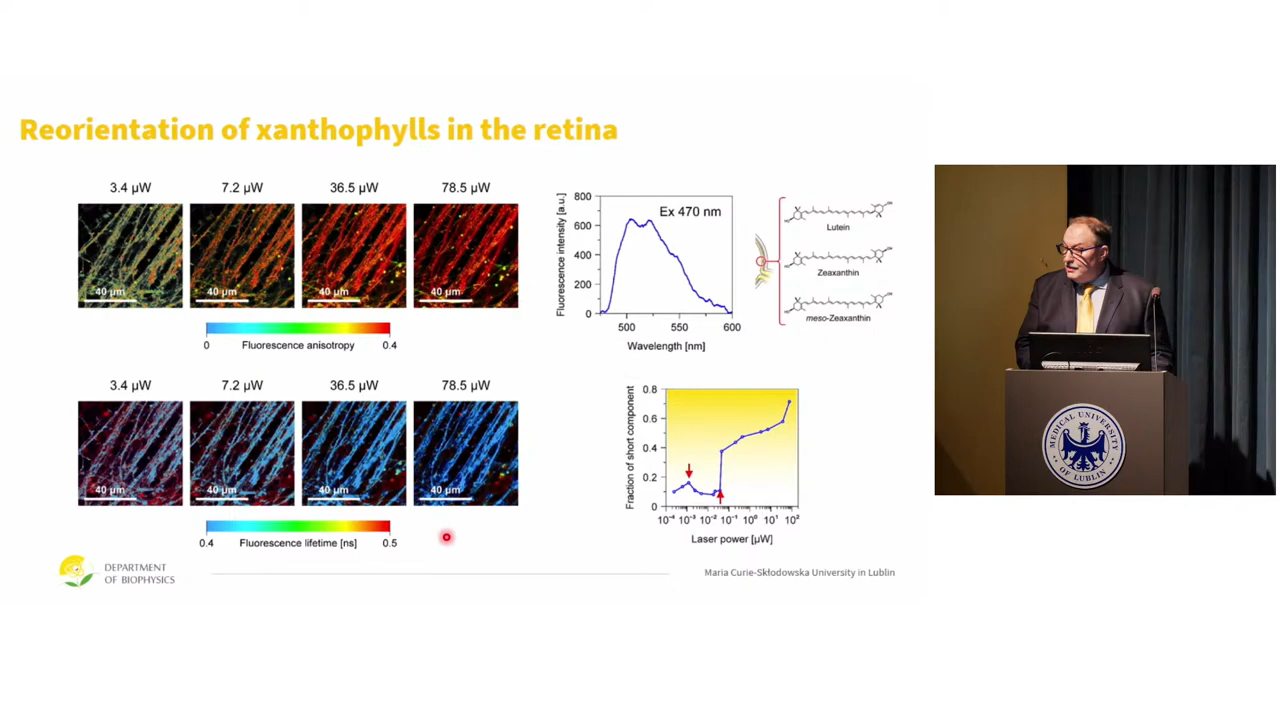 Reorientation of xanthophylls in the retina
3.4 µW
7.2 µW
36.5 µW
78.5 µW
40 µm
40 µm
40 µm
40 µm
0
Fluorescence anisotropy
0.4
3.4 µW
7.2 µW
36.5 µW
78.5 µW
40 µm
40 µm
40 µm
40 µm
0.4
Fluorescence lifetime [ns]
0.5
Fluorescence intensity [a.u.]
800
600
400
200
0
Ex 470 nm
500
550
600
Wavelength [nm]
HO
OH
Lutein
HO
OH
Zeaxanthin
HO
OH
meso-Zeaxanthin
Fraction of short component
0.8
0.6
0.4
0.2
0
10⁻⁴ 10⁻³ 10⁻² 10⁻¹ 10⁰ 10¹ 10²
Laser power [µW]
DEPARTMENT
OF BIOPHYSICS
Maria Curie-Skłodowska University in Lublin
MEDICAL UNIVERSITY
OF LUBLIN